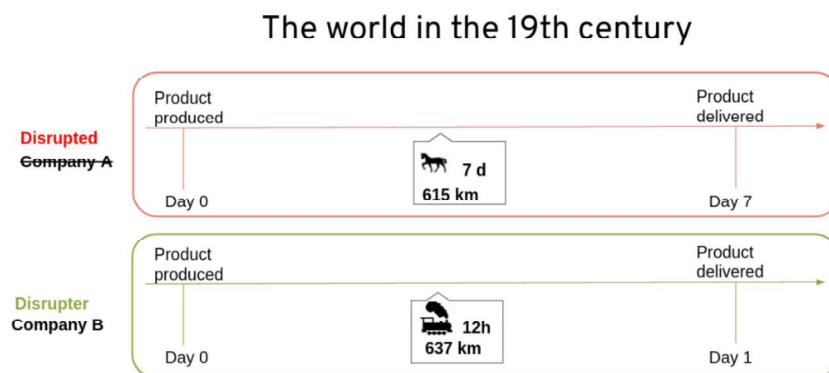 The world in the 19th century
Product
produced
Product
delivered
Disrupted
Company A
7 d
615 km
Day 0
Day 7
Product
produced
Product
delivered
Disrupter
Company B
12h
637 km
Day 0
Day 1